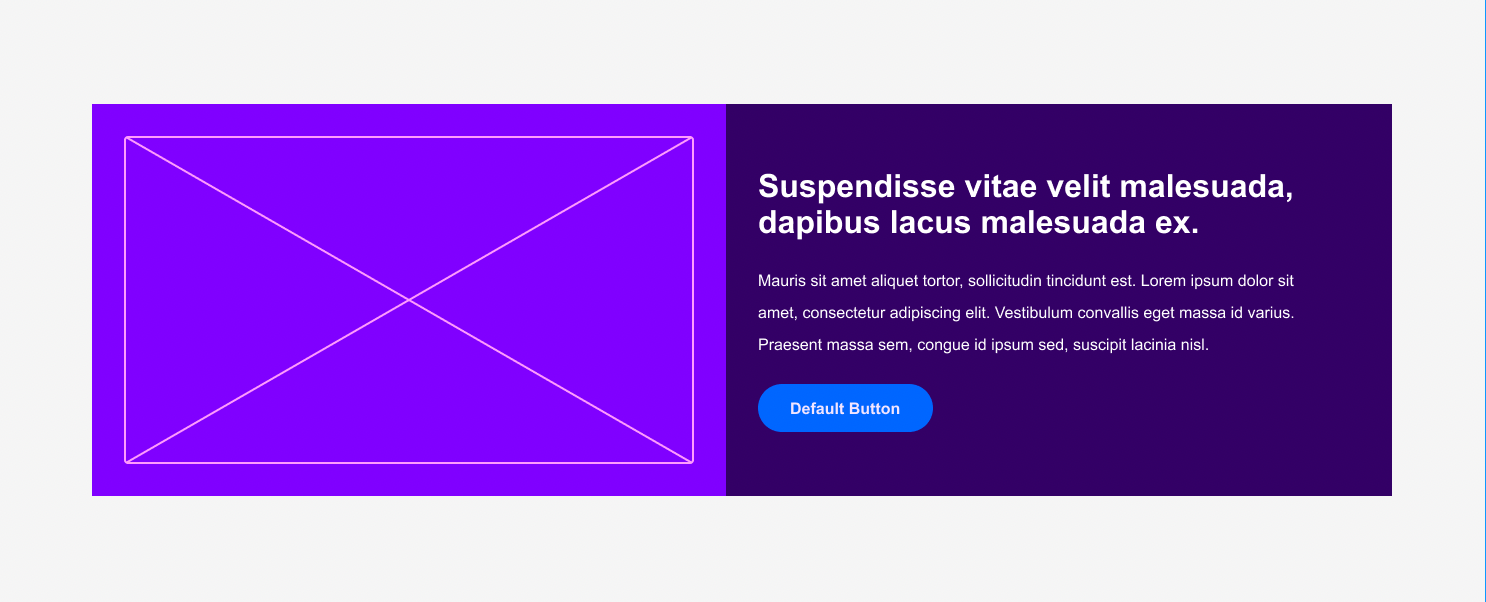 Suspendisse vitae velit malesuada,
dapibus lacus malesuada ex.
Mauris sit amet aliquet tortor, sollicitudin tincidunt est. Lorem ipsum dolor sit
amet, consectetur adipiscing elit. Vestibulum convallis eget massa id varius.
Praesent massa sem, congue id ipsum sed, suscipit lacinia nisl.
Default Button